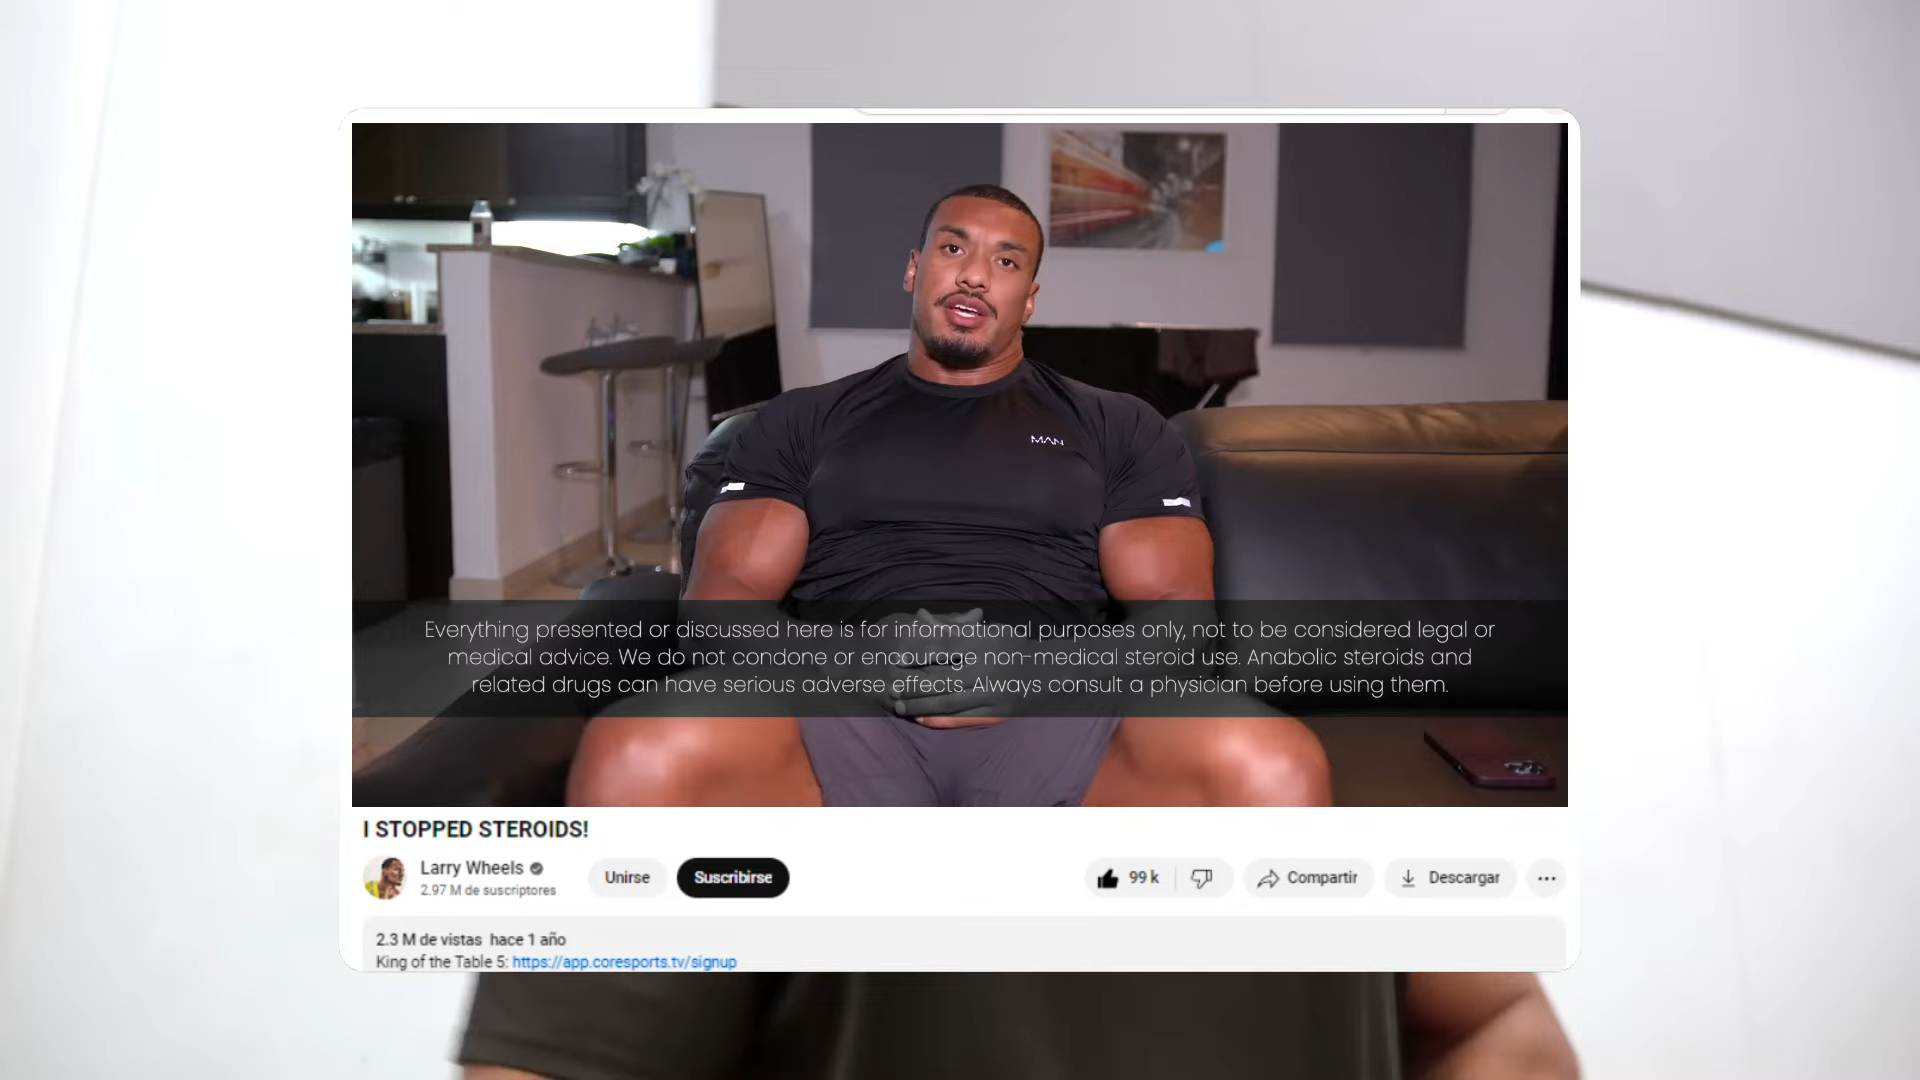 MAN
Everything presented or discussed here is for informational purposes only, not to be considered legal or
medical advice. We do not condone or encourage non-medical steroid use. Anabolic steroids and
related drugs can have serious adverse effects. Always consult a physician before using them.
I STOPPED STEROIDS!
Larry Wheels
2.97 M de suscriptores
Unirse
Suscribirse
99 k
Compartir
Descargar
2.3 M de vistas hace 1 año
King of the Table 5: https://app.coresports.tv/signup